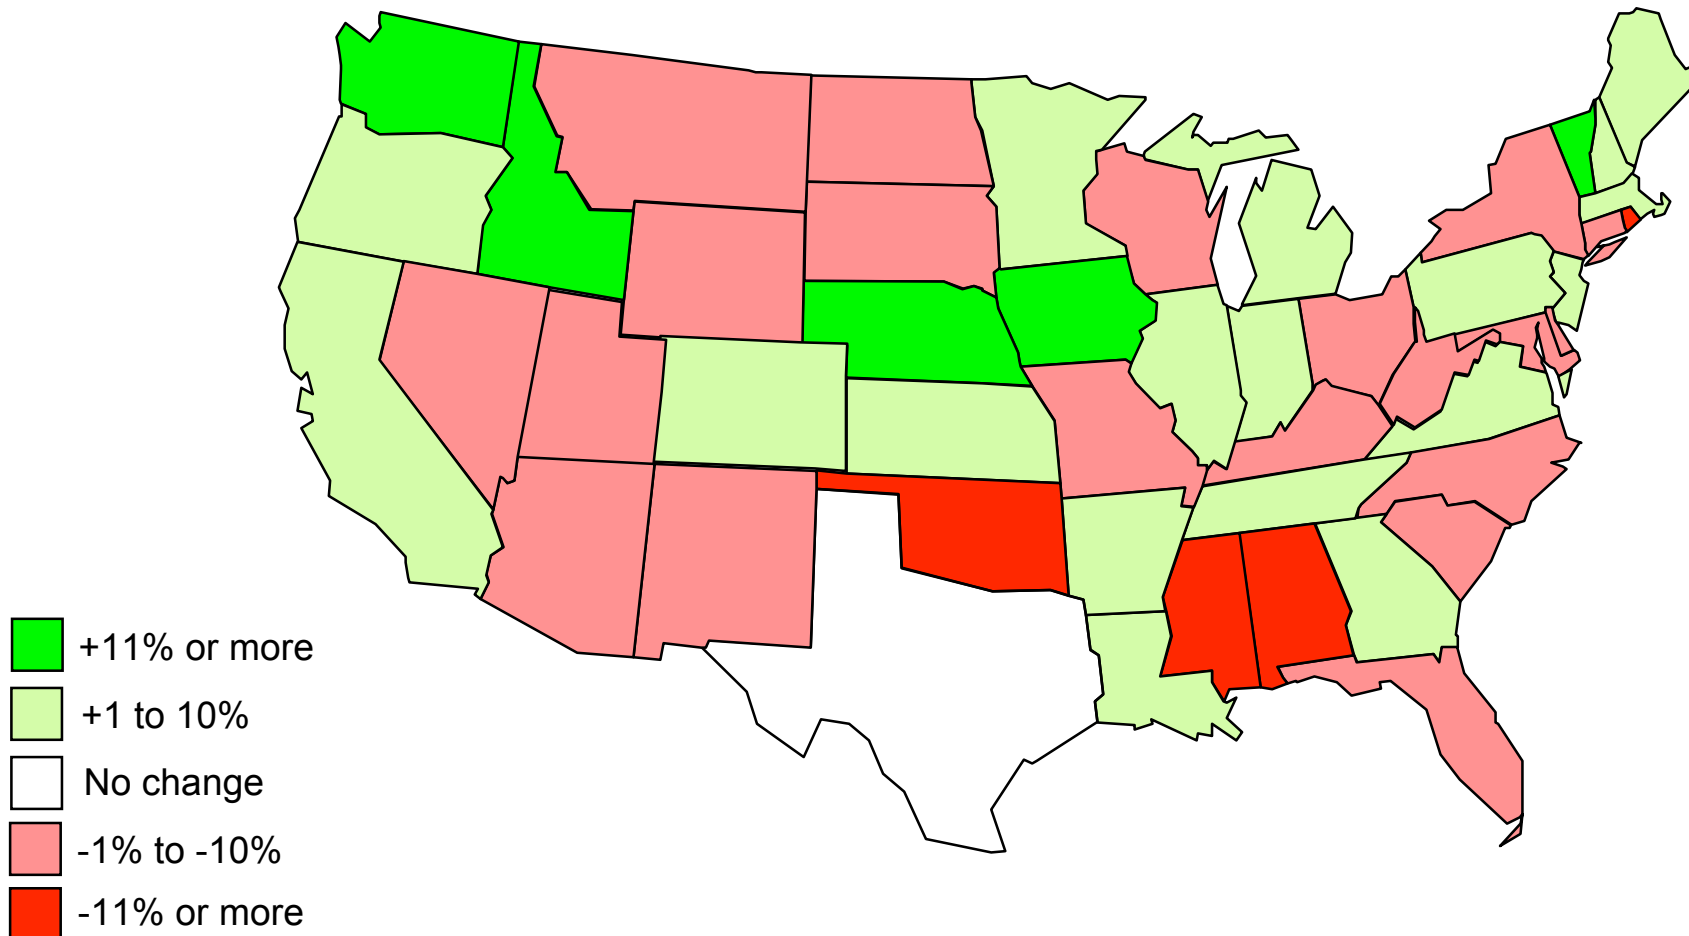 +11% or more
+1 to 10%
No change
-1% to -10%
-11% or more